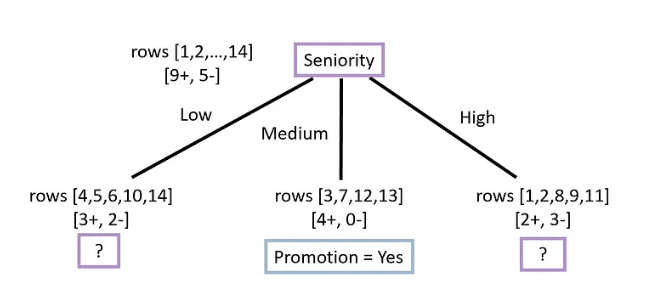 rows [1,2,...,14]
[9+, 5-]
Seniority
Low
Medium
High
rows [4,5,6,10,14]
[3+, 2-]
?
rows [3,7,12,13]
[4+, 0-]
Promotion = Yes
rows [1,2,8,9,11]
[2+, 3-]
?